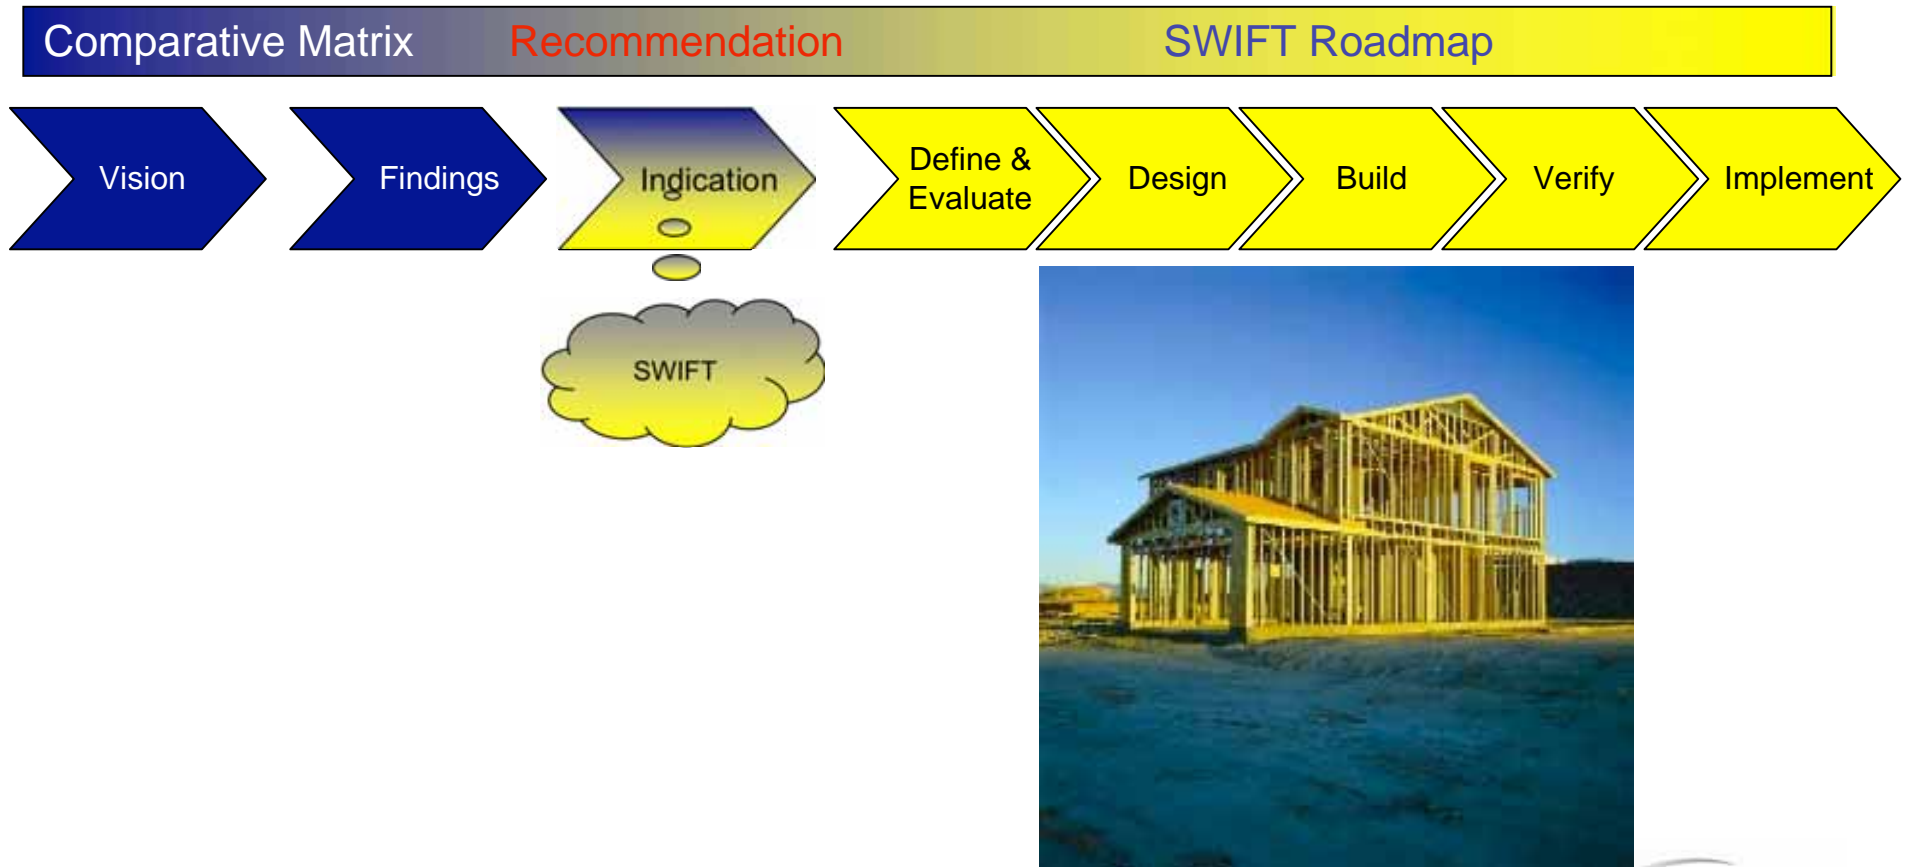 Comparative Matrix Recommendation SWIFT Roadmap
Vision
Findings
Indication
Define &
Evaluate
Design
Build
Verify
Implement
SWIFT